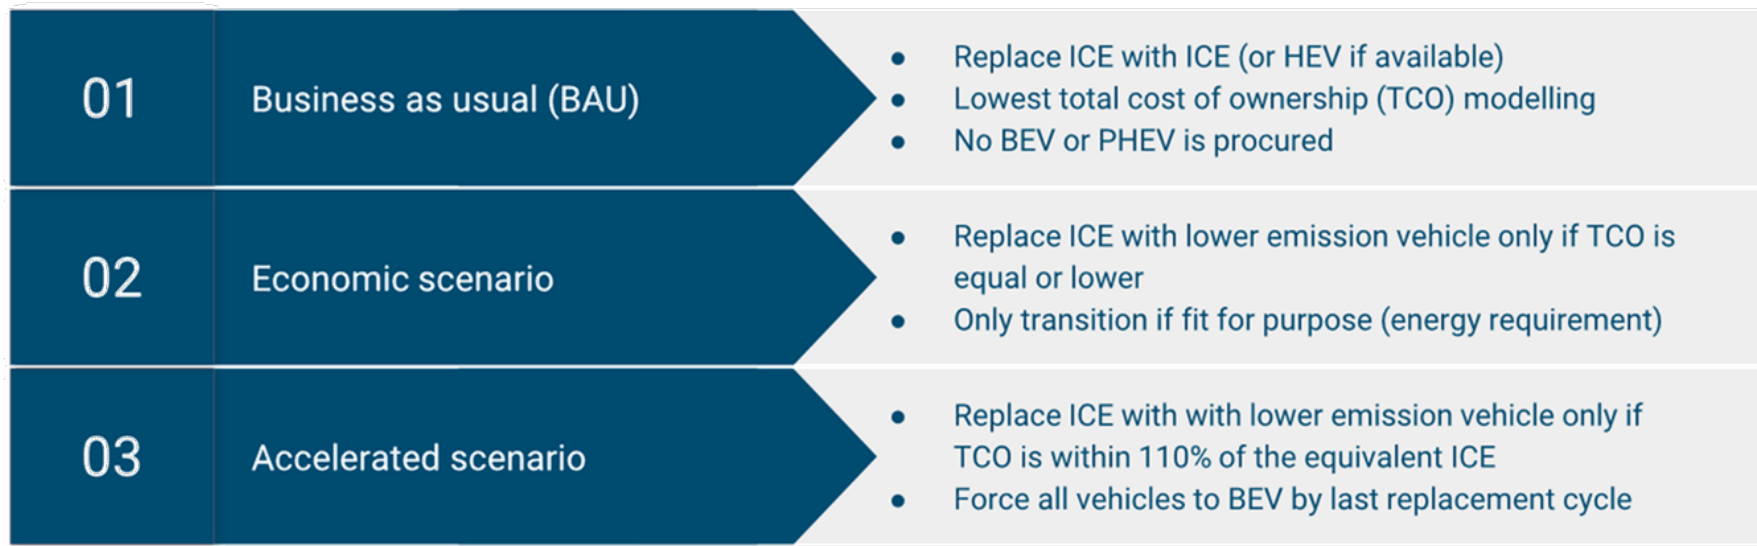 01
Business as usual (BAU)
● Replace ICE with ICE (or HEV if available)
● Lowest total cost of ownership (TCO) modelling
● No BEV or PHEV is procured
02
Economic scenario
● Replace ICE with lower emission vehicle only if TCO is
equal or lower
● Only transition if fit for purpose (energy requirement)
03
Accelerated scenario
● Replace ICE with with lower emission vehicle only if
TCO is within 110% of the equivalent ICE
● Force all vehicles to BEV by last replacement cycle